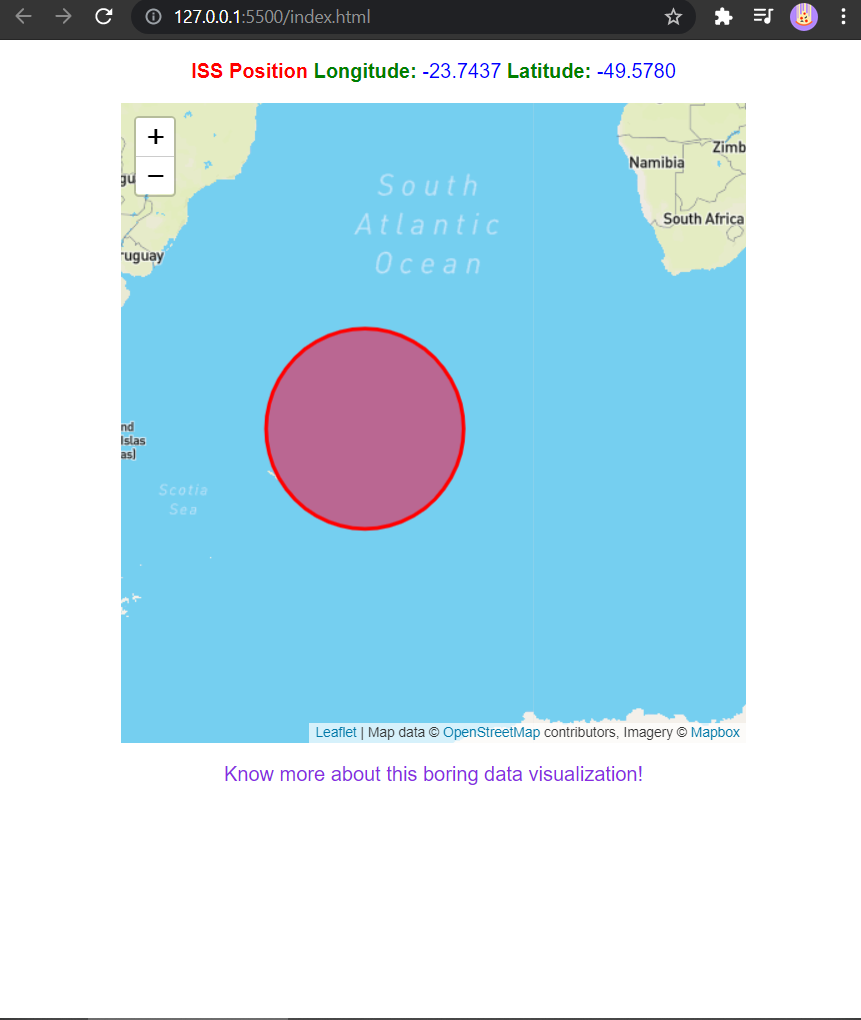 127.0.0.1:5500/index.html
ISS Position Longitude: -23.7437 Latitude: -49.5780
+
−
Zimb
Namibia
South
Atlantic
Ocean
gu
South Africa
ruguay
nd
Islas
as)
Scotia
Sea
Leaflet | Map data © OpenStreetMap contributors, Imagery © Mapbox
Know more about this boring data visualization!